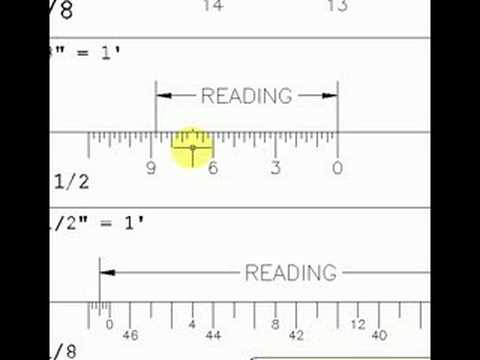 /8 14 13
" = 1'
READING
9 6 3 0
1/2
/2" = 1'
READING
0 4 8 12
46 44 42 40
/8